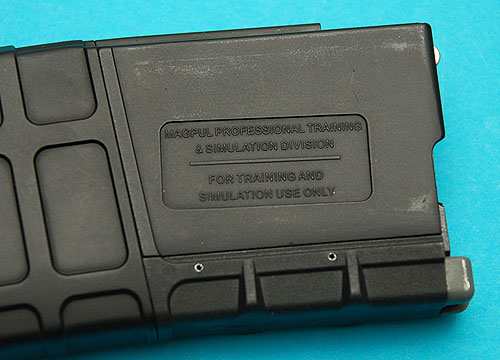 MAGPUL PROFESSIONAL TRAINING
& SIMULATION DIVISION
FOR TRAINING AND
SIMULATION USE ONLY